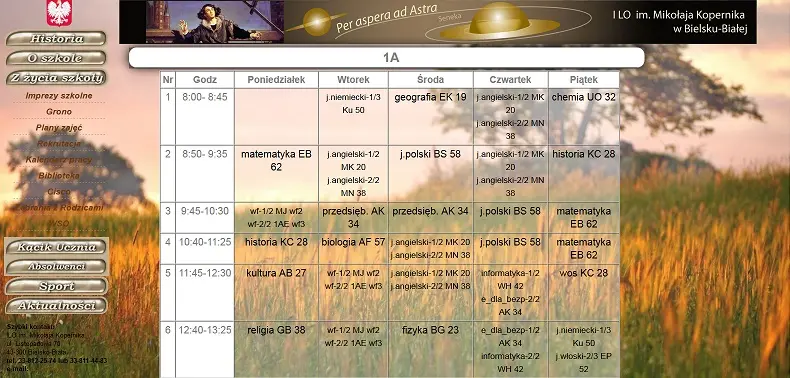 Per aspera ad Astra
Seneka
I LO im. Mikołaja Kopernika
w Bielsku-Białej
Historia
O szkole
Z życia szkoły
Imprezy szkolne
Grono
Plany zajęć
Rekrutacja
Kalendarz pracy
Biblioteka
Cisco
Zebrania z Rodzicami
WSO
Kącik Ucznia
Absolwenci
Sport
Aktualności
Szybki kontakt
I LO im. Mikołaja Kopernika
ul. Listopadowa 70
43-300 Bielsko-Biała
tel. 33-812-25-74 lub 33-811-44-83
e-mail:
1A
Nr Godz Poniedziałek Wtorek Środa Czwartek Piątek
1 8:00- 8:45 j.niemiecki-1/3 geografia EK 19 j.angielski-1/2 MK chemia UO 32
Ku 50 20
j.angielski-2/2 MN
38
2 8:50- 9:35 matematyka EB j.angielski-1/2 j.polski BS 58 j.angielski-1/2 MK historia KC 28
62 MK 20 20
j.angielski-2/2 j.angielski-2/2 MN
MN 38 38
3 9:45-10:30 wf-1/2 MJ wf2 przedsięb. AK przedsięb. AK 34 j.polski BS 58 matematyka
wf-2/2 1AE wf3 34 EB 62
4 10:40-11:25 historia KC 28 biologia AF 57 j.angielski-1/2 MK 20 j.polski BS 58 matematyka
j.angielski-2/2 MN 38 EB 62
5 11:45-12:30 kultura AB 27 wf-1/2 MJ wf2 j.angielski-1/2 MK 20 informatyka-1/2 wos KC 28
wf-2/2 1AE wf3 j.angielski-2/2 MN 38 WH 42
e_dla_bezp-2/2
AK 34
6 12:40-13:25 religia GB 38 wf-1/2 MJ wf2 fizyka BG 23 e_dla_bezp-1/2 j.niemiecki-1/3
wf-2/2 1AE wf3 AK 34 Ku 50
informatyka-2/2 j.wloski-2/3 EP
WH 42 52